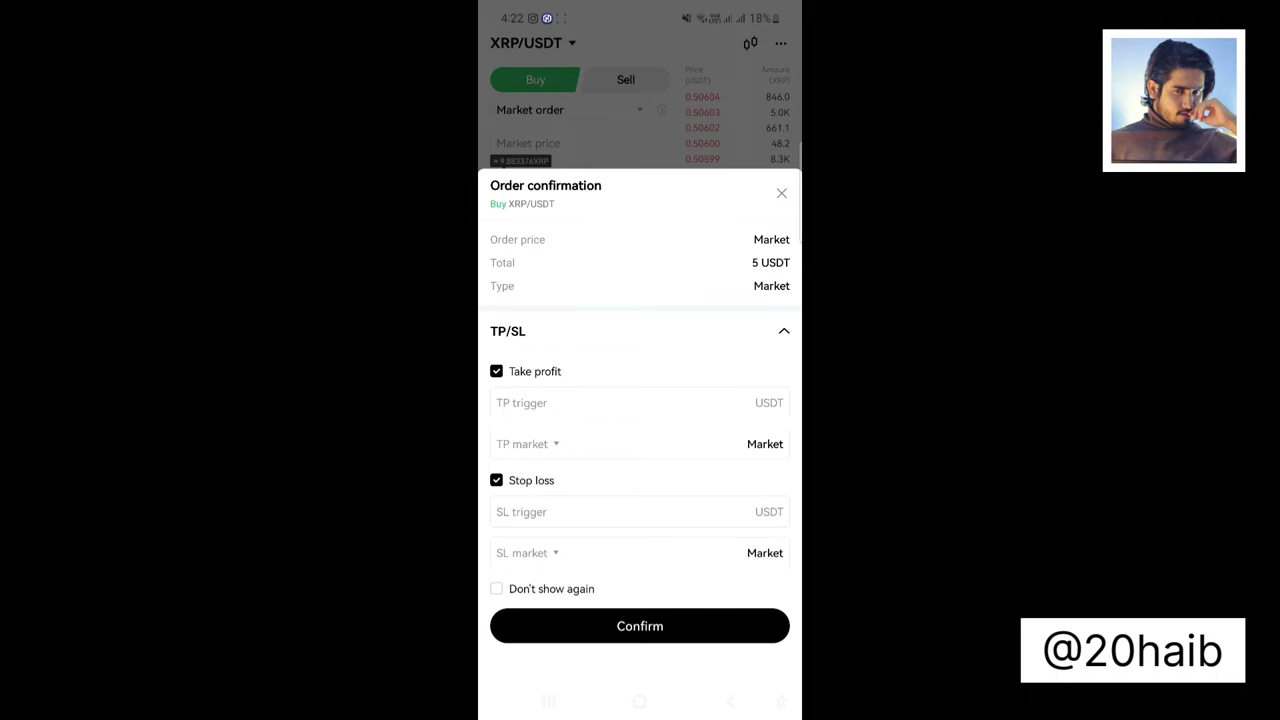 4:22 18%
XRP/USDT
Buy Sell
Price (USDT) Amount (XRP)
Market order
0.50604 846.0
0.50603 5.0K
0.50602 661.1
Market price
0.50600 48.2
≈ 9.883376XRP
0.50599 8.3K
Order confirmation
Buy XRP/USDT
Order price Market
Total 5 USDT
Type Market
TP/SL
Take profit
TP trigger USDT
TP market Market
Stop loss
SL trigger USDT
SL market Market
Don't show again
Confirm
@20haib